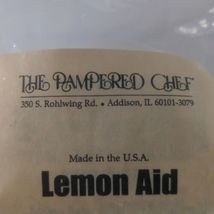 THE PAMPERED CHEF
350 S. Rohlwing Rd. • Addison, IL 60101-3079
Made in the U.S.A.
Lemon Aid